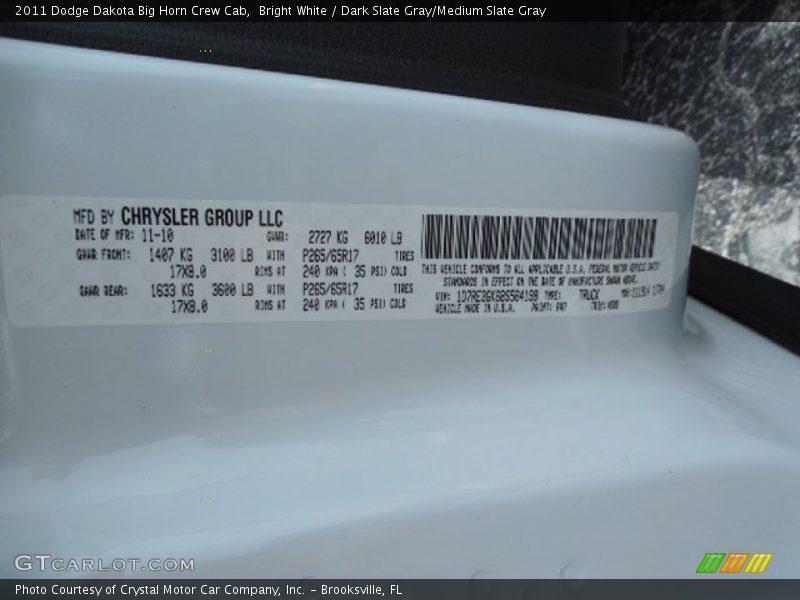 2011 Dodge Dakota Big Horn Crew Cab,  Bright White / Dark Slate Gray/Medium Slate Gray
MFD BY CHRYSLER GROUP LLC
DATE OF MFR: 11-10 GVWR: 2727 KG 6010 LB
GAWR FRONT: 1407 KG 3100 LB WITH P265/65R17 TIRES
17X8.0 RIMS AT 240 KPA ( 35 PSI) COLD
GAWR REAR: 1633 KG 3600 LB WITH P265/65R17 TIRES
17X8.0 RIMS AT 240 KPA ( 35 PSI) COLD
THIS VEHICLE CONFORMS TO ALL APPLICABLE U.S.A. FEDERAL MOTOR VEHICLE SAFETY
STANDARDS IN EFFECT ON THE DATE OF MANUFACTURE SHOWN ABOVE.
VIN: TYPE: TRUCK
VEHICLE MADE IN U.S.A. PAINT: PW7 TRIM:
GTCARLOT.COM
Photo Courtesy of Crystal Motor Car Company, Inc. – Brooksville, FL